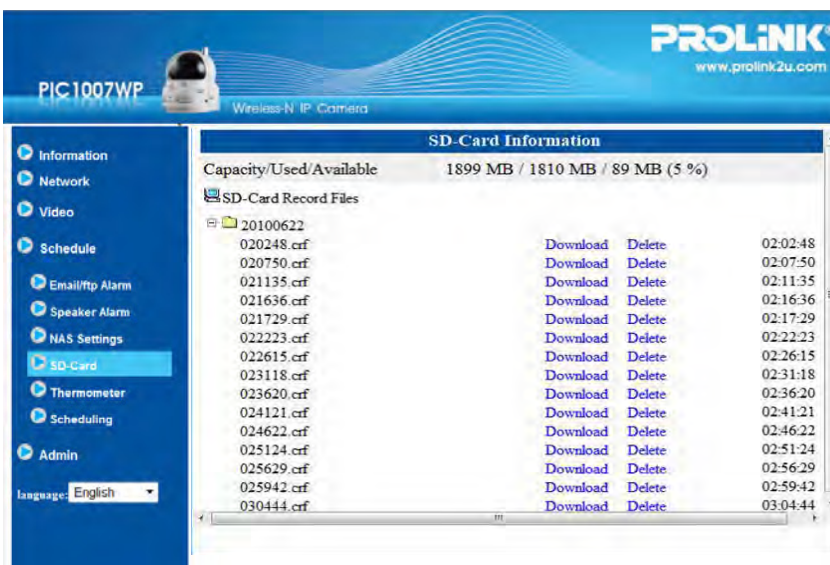 PROLiNK®
www.prolink2u.com
PIC1007WP
Wireless-N IP Camera
Information
Network
Video
Schedule
Email/ftp Alarm
Speaker Alarm
NAS Settings
SD-Card
Thermometer
Scheduling
Admin
language: English
SD-Card Information
Capacity/Used/Available 1899 MB / 1810 MB / 89 MB (5 %)
SD-Card Record Files
20100622
020248.crf Download Delete 02:02:48
020750.crf Download Delete 02:07:50
021135.crf Download Delete 02:11:35
021636.crf Download Delete 02:16:36
021729.crf Download Delete 02:17:29
022223.crf Download Delete 02:22:23
022615.crf Download Delete 02:26:15
023118.crf Download Delete 02:31:18
023620.crf Download Delete 02:36:20
024121.crf Download Delete 02:41:21
024622.crf Download Delete 02:46:22
025124.crf Download Delete 02:51:24
025629.crf Download Delete 02:56:29
025942.crf Download Delete 02:59:42
030444.crf Download Delete 03:04:44